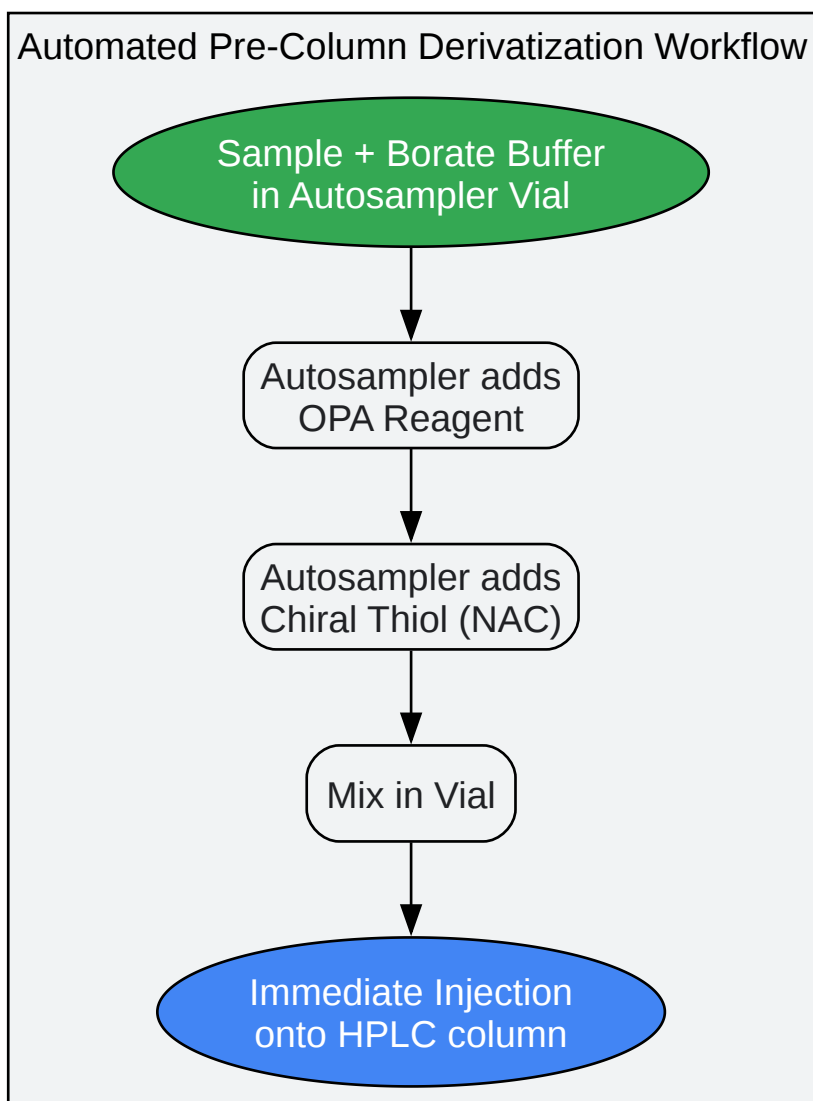 Automated Pre-Column Derivatization Workflow
Sample + Borate Buffer
in Autosampler Vial
Autosampler adds
OPA Reagent
Autosampler adds
Chiral Thiol (NAC)
Mix in Vial
Immediate Injection
onto HPLC column